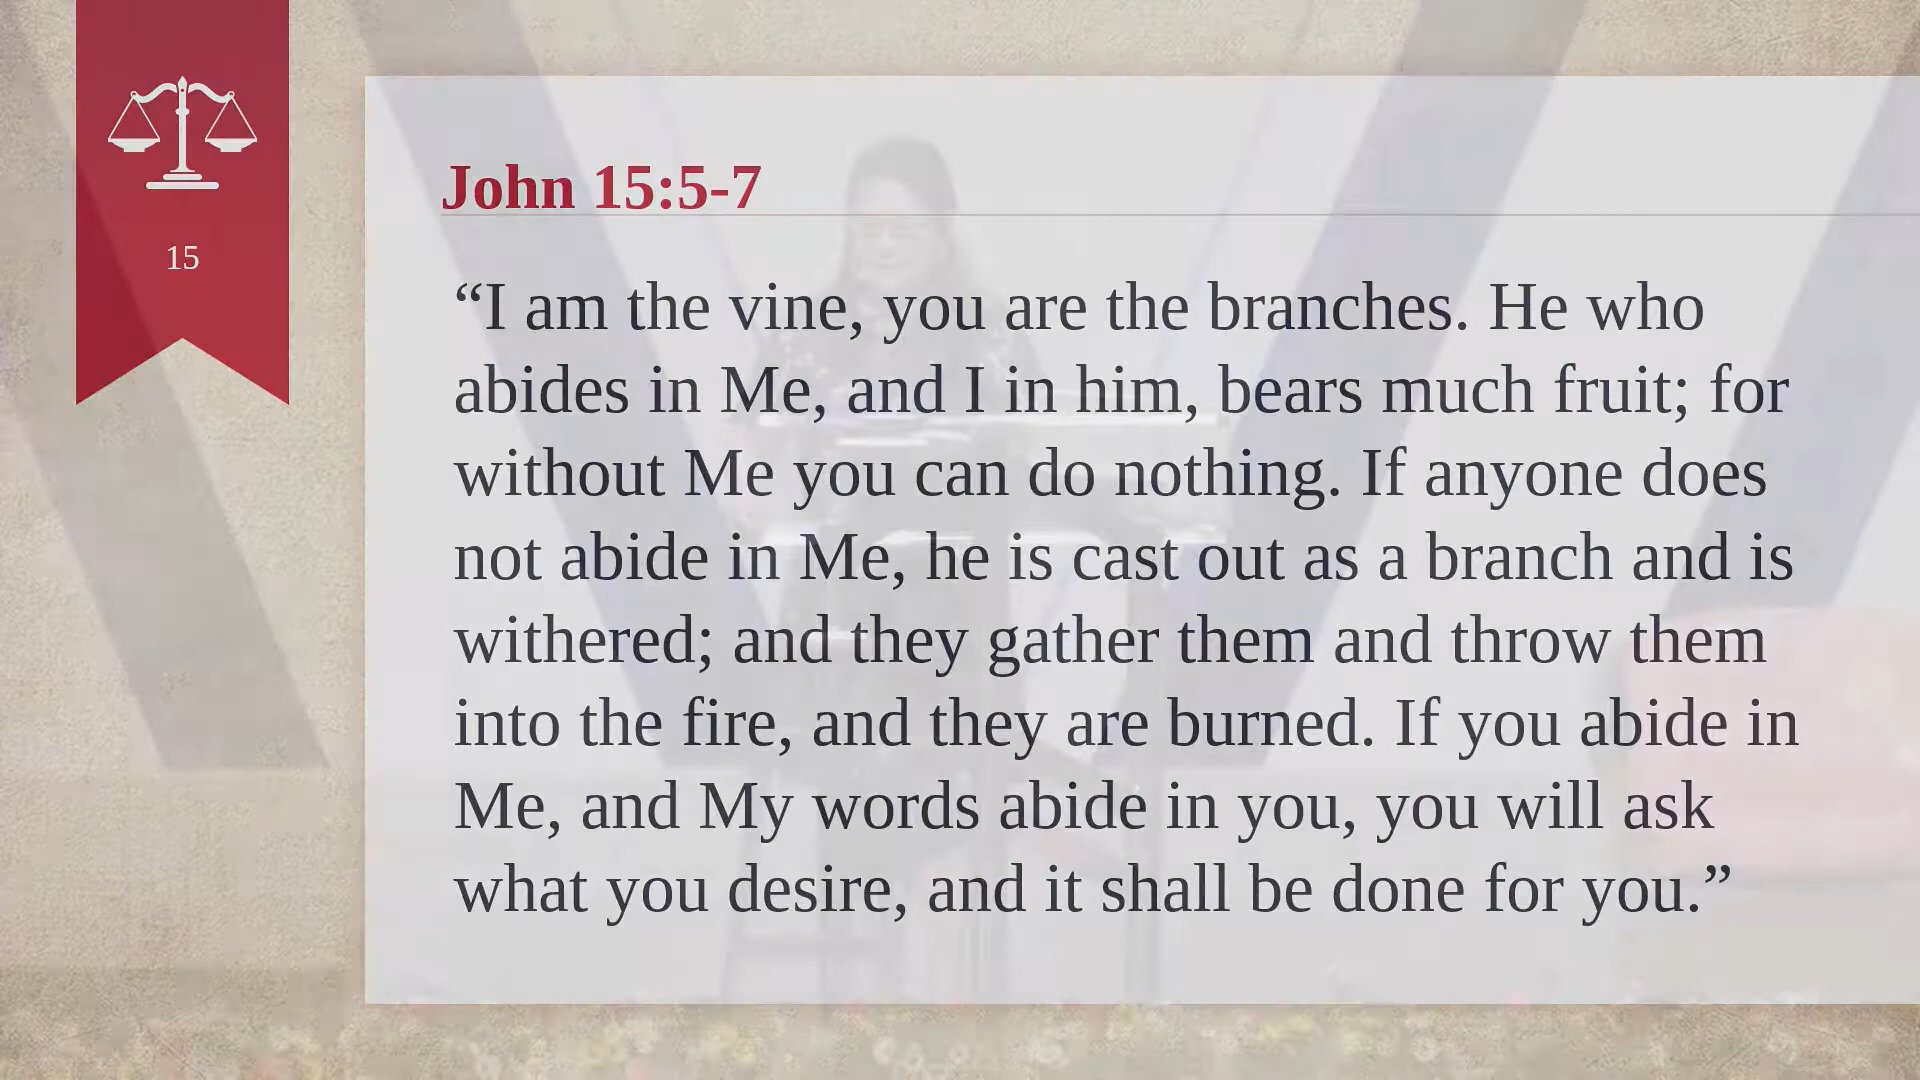 15
John 15:5-7
“I am the vine, you are the branches. He who
abides in Me, and I in him, bears much fruit; for
without Me you can do nothing. If anyone does
not abide in Me, he is cast out as a branch and is
withered; and they gather them and throw them
into the fire, and they are burned. If you abide in
Me, and My words abide in you, you will ask
what you desire, and it shall be done for you.”